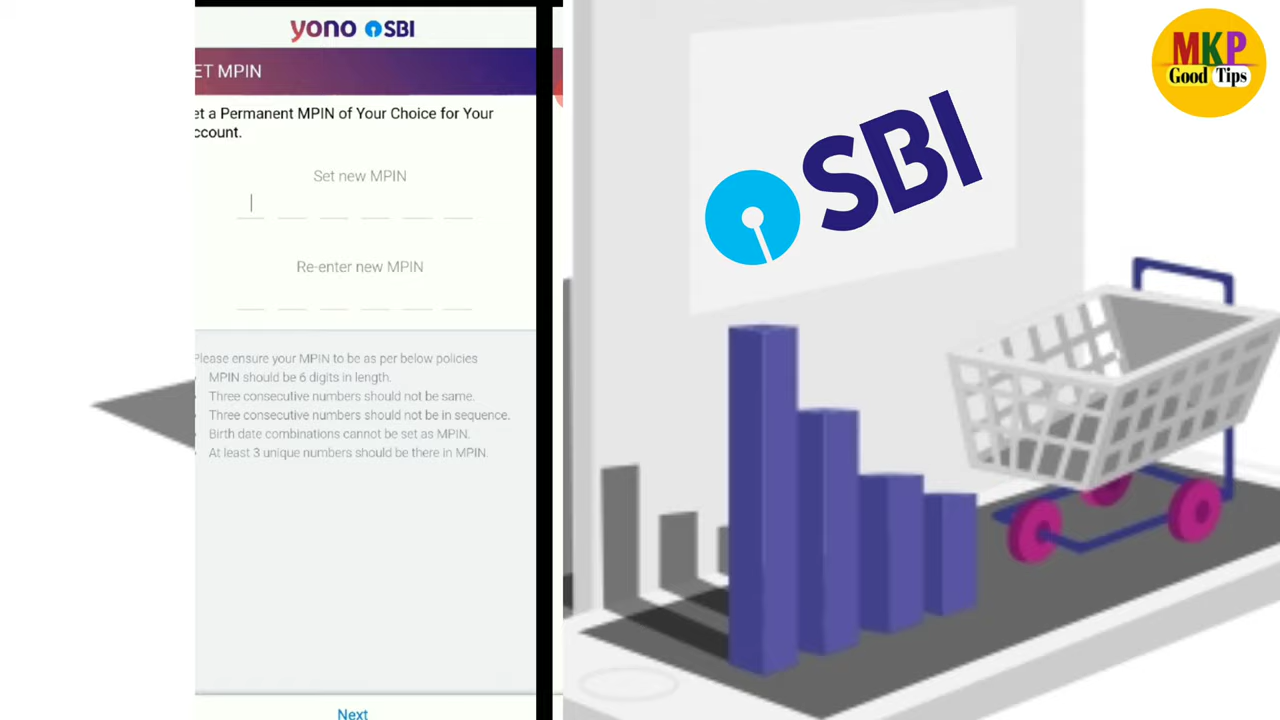 yono SBI
ET MPIN
et a Permanent MPIN of Your Choice for Your
ccount.
Set new MPIN
Re-enter new MPIN
Please ensure your MPIN to be as per below policies
MPIN should be 6 digits in length.
Three consecutive numbers should not be same.
Three consecutive numbers should not be in sequence.
Birth date combinations cannot be set as MPIN.
At least 3 unique numbers should be there in MPIN.
Next
SBI
MKP
Good Tips